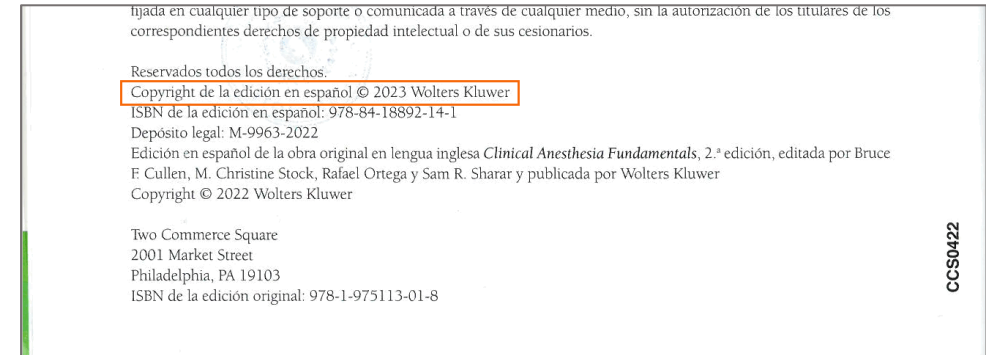 fijada en cualquier tipo de soporte o comunicada a través de cualquier medio, sin la autorización de los titulares de los
correspondientes derechos de propiedad intelectual o de sus cesionarios.
Reservados todos los derechos.
Copyright de la edición en español © 2023 Wolters Kluwer
ISBN de la edición en español: 978-84-18892-14-1
Depósito legal: M-9963-2022
Edición en español de la obra original en lengua inglesa Clinical Anesthesia Fundamentals, 2.ª edición, editada por Bruce
F. Cullen, M. Christine Stock, Rafael Ortega y Sam R. Sharar y publicada por Wolters Kluwer
Copyright © 2022 Wolters Kluwer
Two Commerce Square
2001 Market Street
Philadelphia, PA 19103
ISBN de la edición original: 978-1-975113-01-8
CCS0422